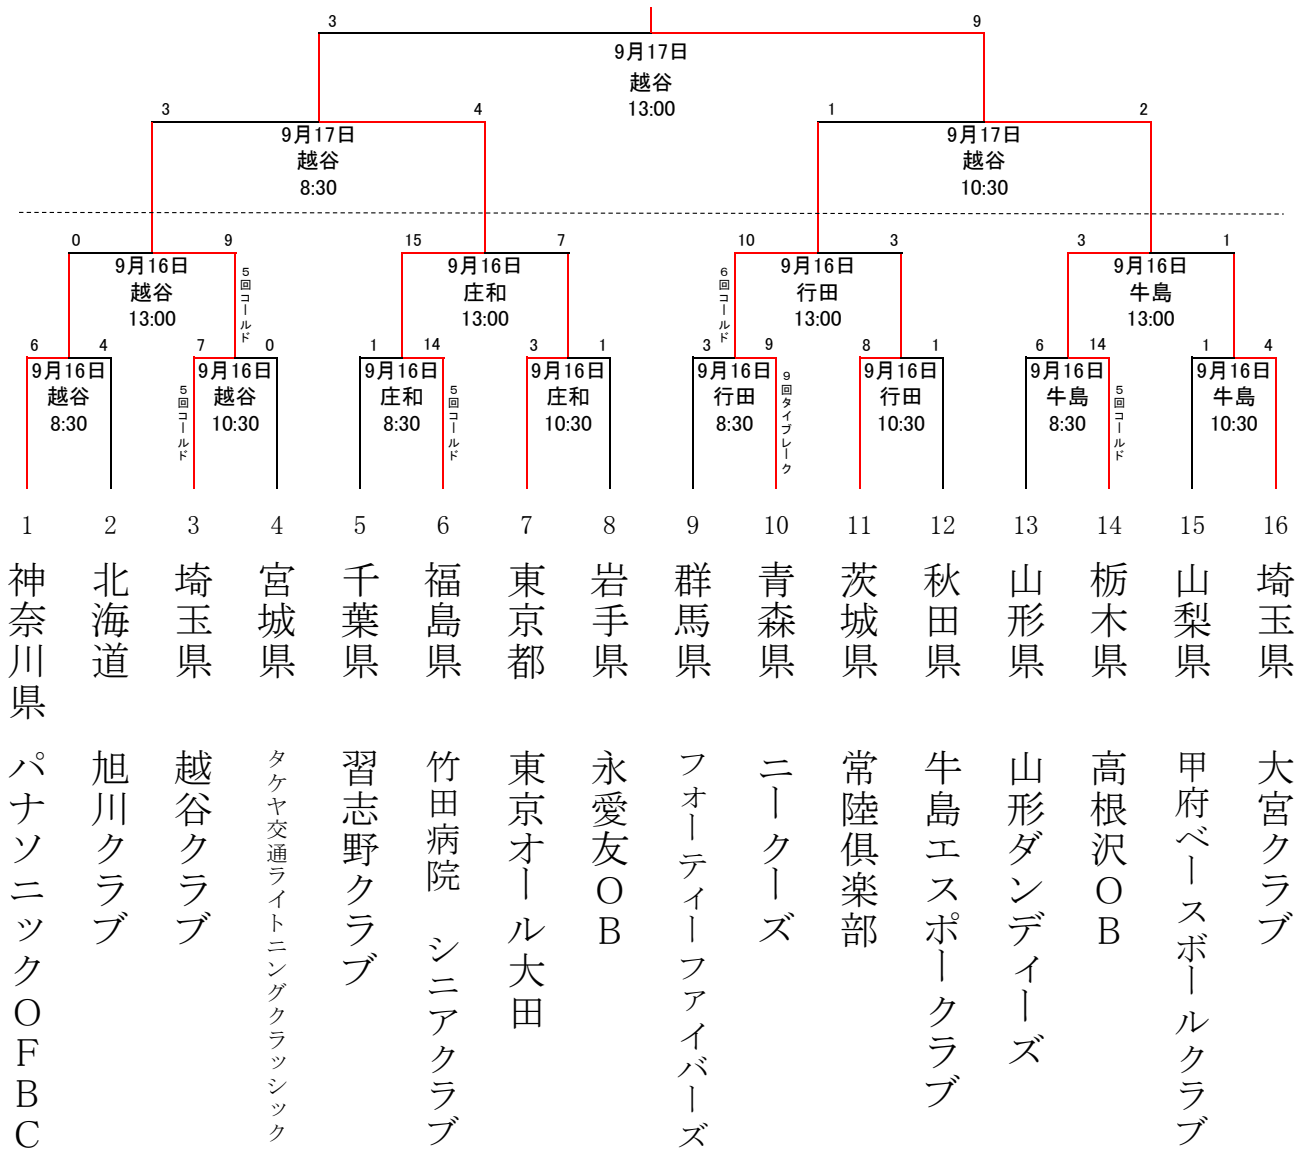 3
9
9月17日
越谷
13:00
3
4
1
2
9月17日
越谷
8:30
9月17日
越谷
10:30
0
9
15
7
10
3
3
1
9月16日
越谷
13:00
5回コールド
9月16日
庄和
13:00
6回コールド
9月16日
行田
13:00
9月16日
牛島
13:00
6
4
7
0
1
14
3
1
3
9
8
1
6
14
1
4
9月16日
越谷
8:30
5回コールド
9月16日
越谷
10:30
9月16日
庄和
8:30
5回コールド
9月16日
庄和
10:30
9月16日
行田
8:30
9回タイブレーク
9月16日
行田
10:30
9月16日
牛島
8:30
5回コールド
9月16日
牛島
10:30
1
2
3
4
5
6
7
8
9
10
11
12
13
14
15
16
神奈川県 パナソニックOFBC
北海道 旭川クラブ
埼玉県 越谷クラブ
宮城県 タケヤ交通ライトニングクラッシック
千葉県 習志野クラブ
福島県 竹田病院 シニアクラブ
東京都 東京オール大田
岩手県 永愛友OB
群馬県 フォーティーファイバーズ
青森県 ニークーズ
茨城県 常陸倶楽部
秋田県 牛島エスポークラブ
山形県 山形ダンディーズ
栃木県 高根沢OB
山梨県 甲府ベースボールクラブ
埼玉県 大宮クラブ